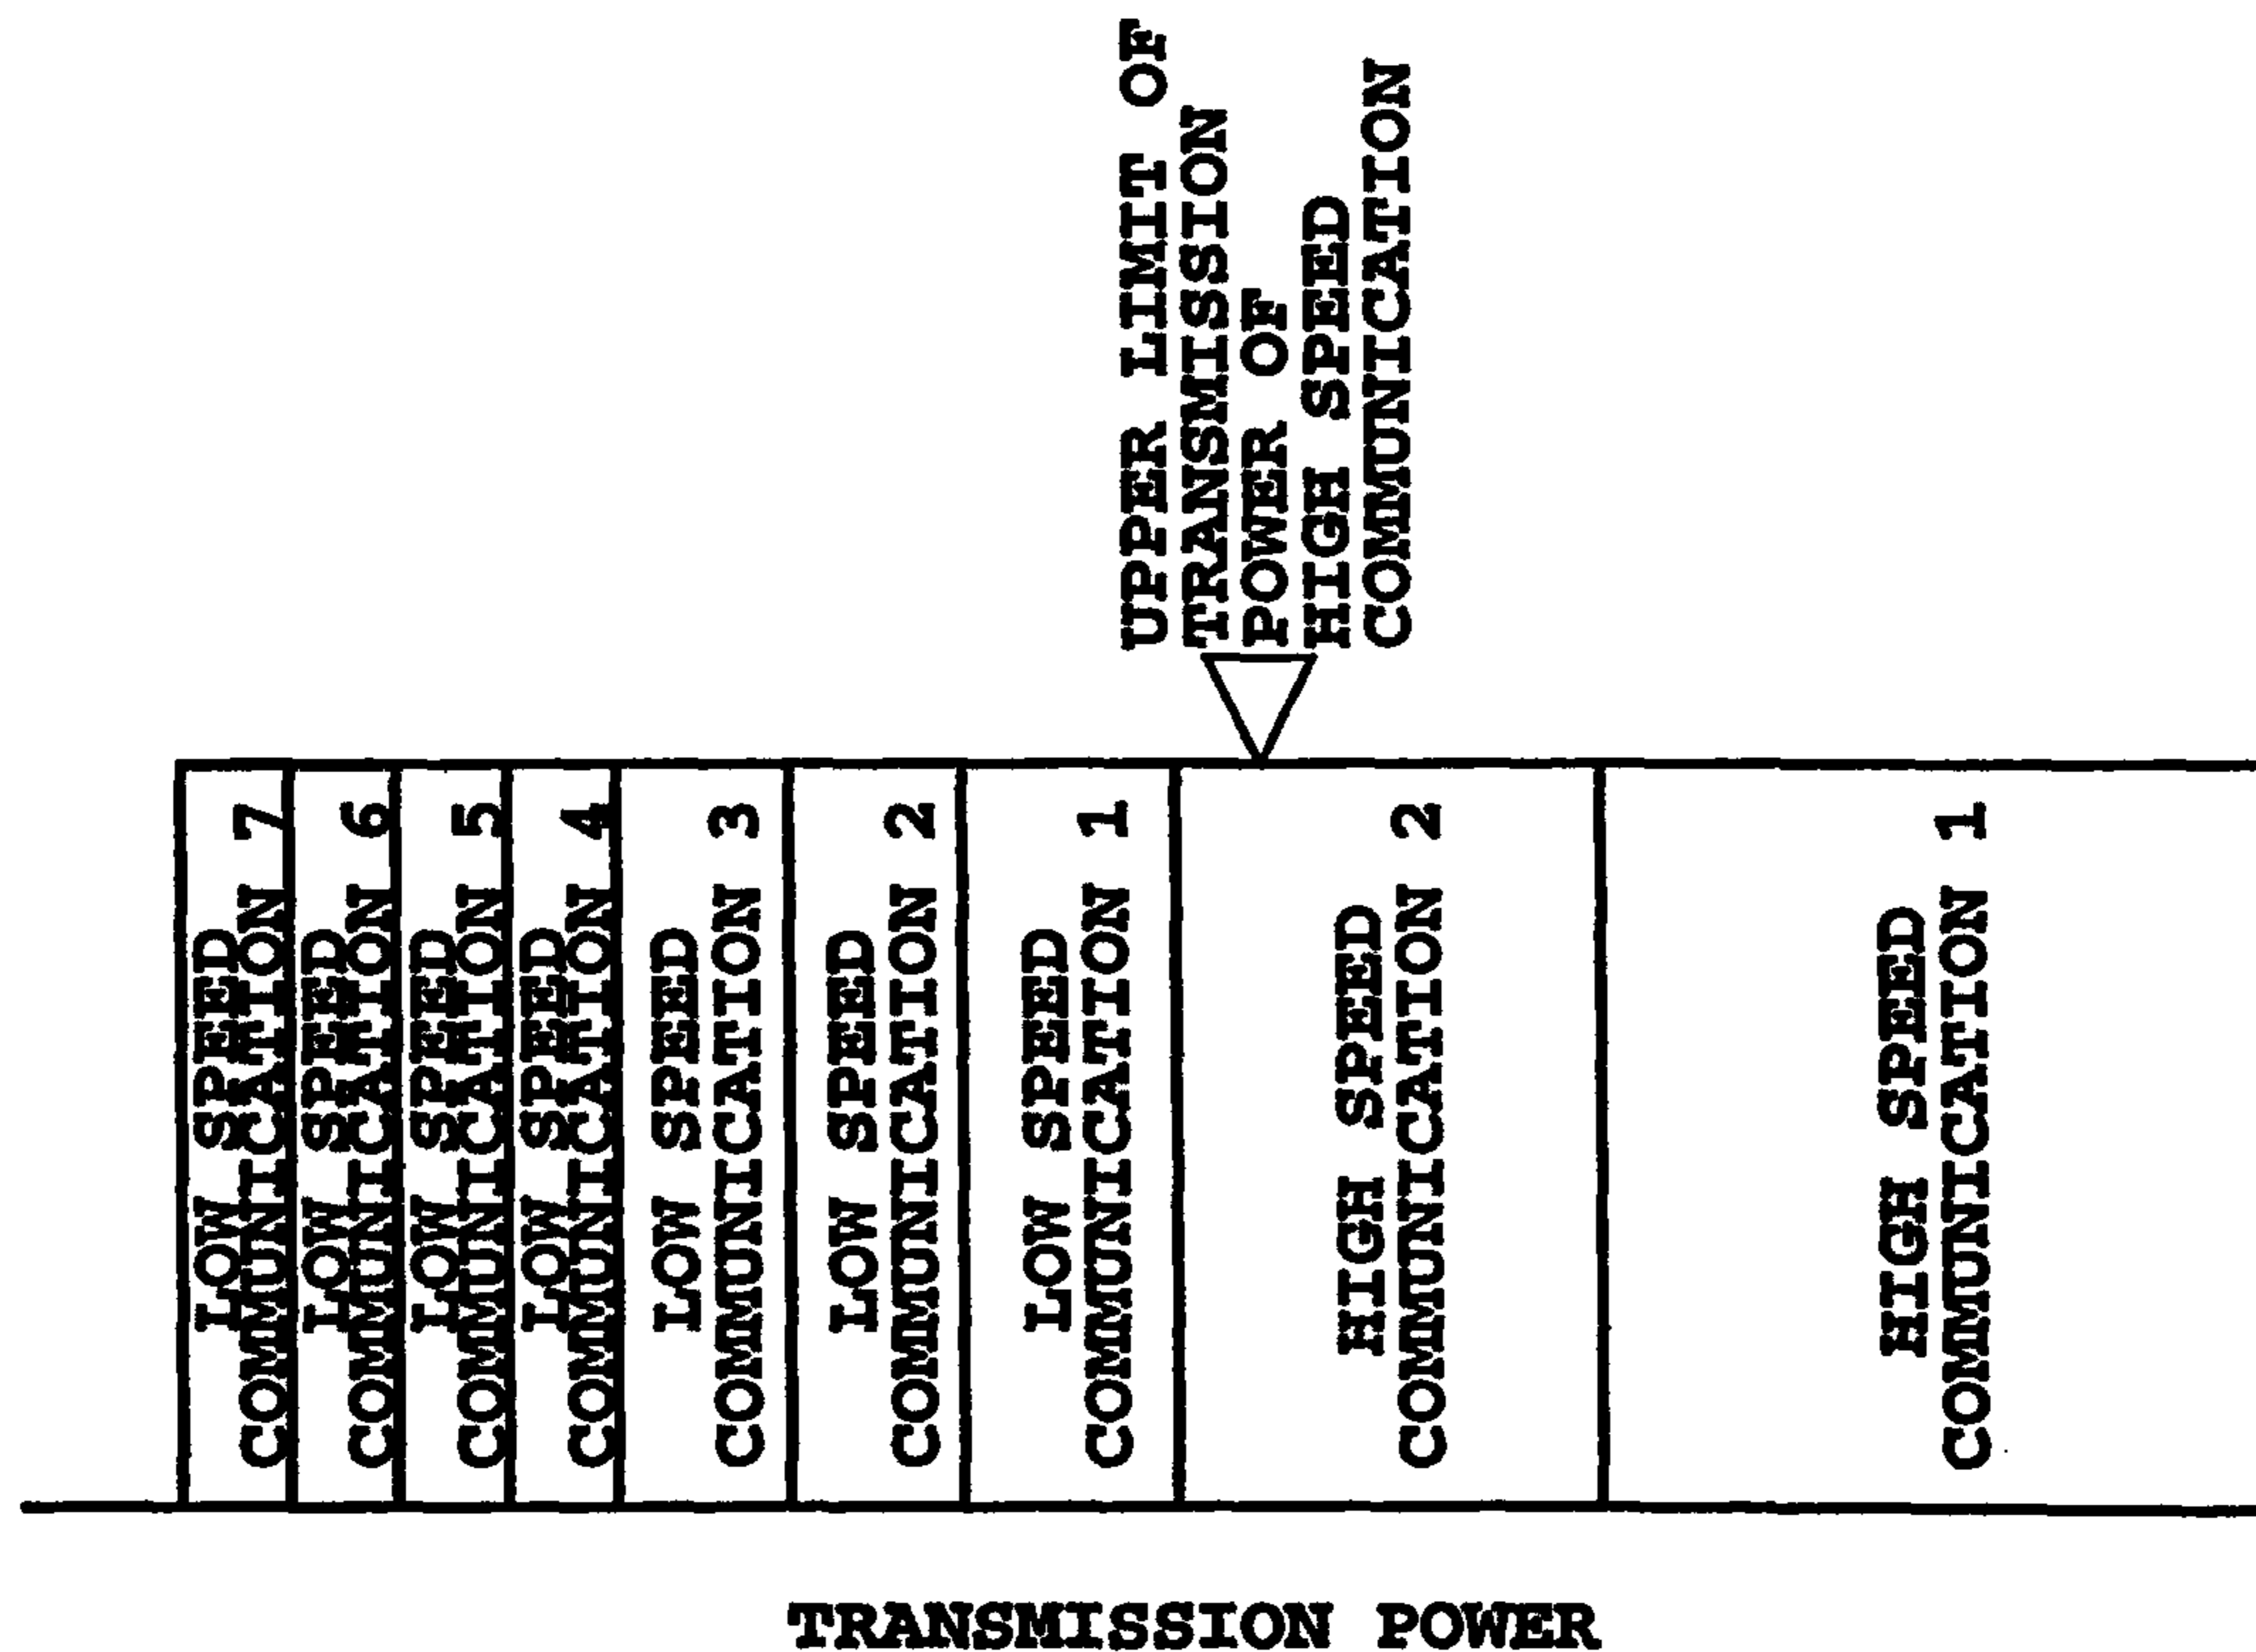 UPPER LIMIT OF
TRANSMISSION
POWER OF
HIGH SPEED
COMMUNICATION
LOW SPEED
COMMUNICATION 7
LOW SPEED
COMMUNICATION 6
LOW SPEED
COMMUNICATION 5
LOW SPEED
COMMUNICATION 4
LOW SPEED
COMMUNICATION 3
LOW SPEED
COMMUNICATION 2
LOW SPEED
COMMUNICATION 1
HIGH SPEED
COMMUNICATION 2
HIGH SPEED
COMMUNICATION 1
TRANSMISSION POWER